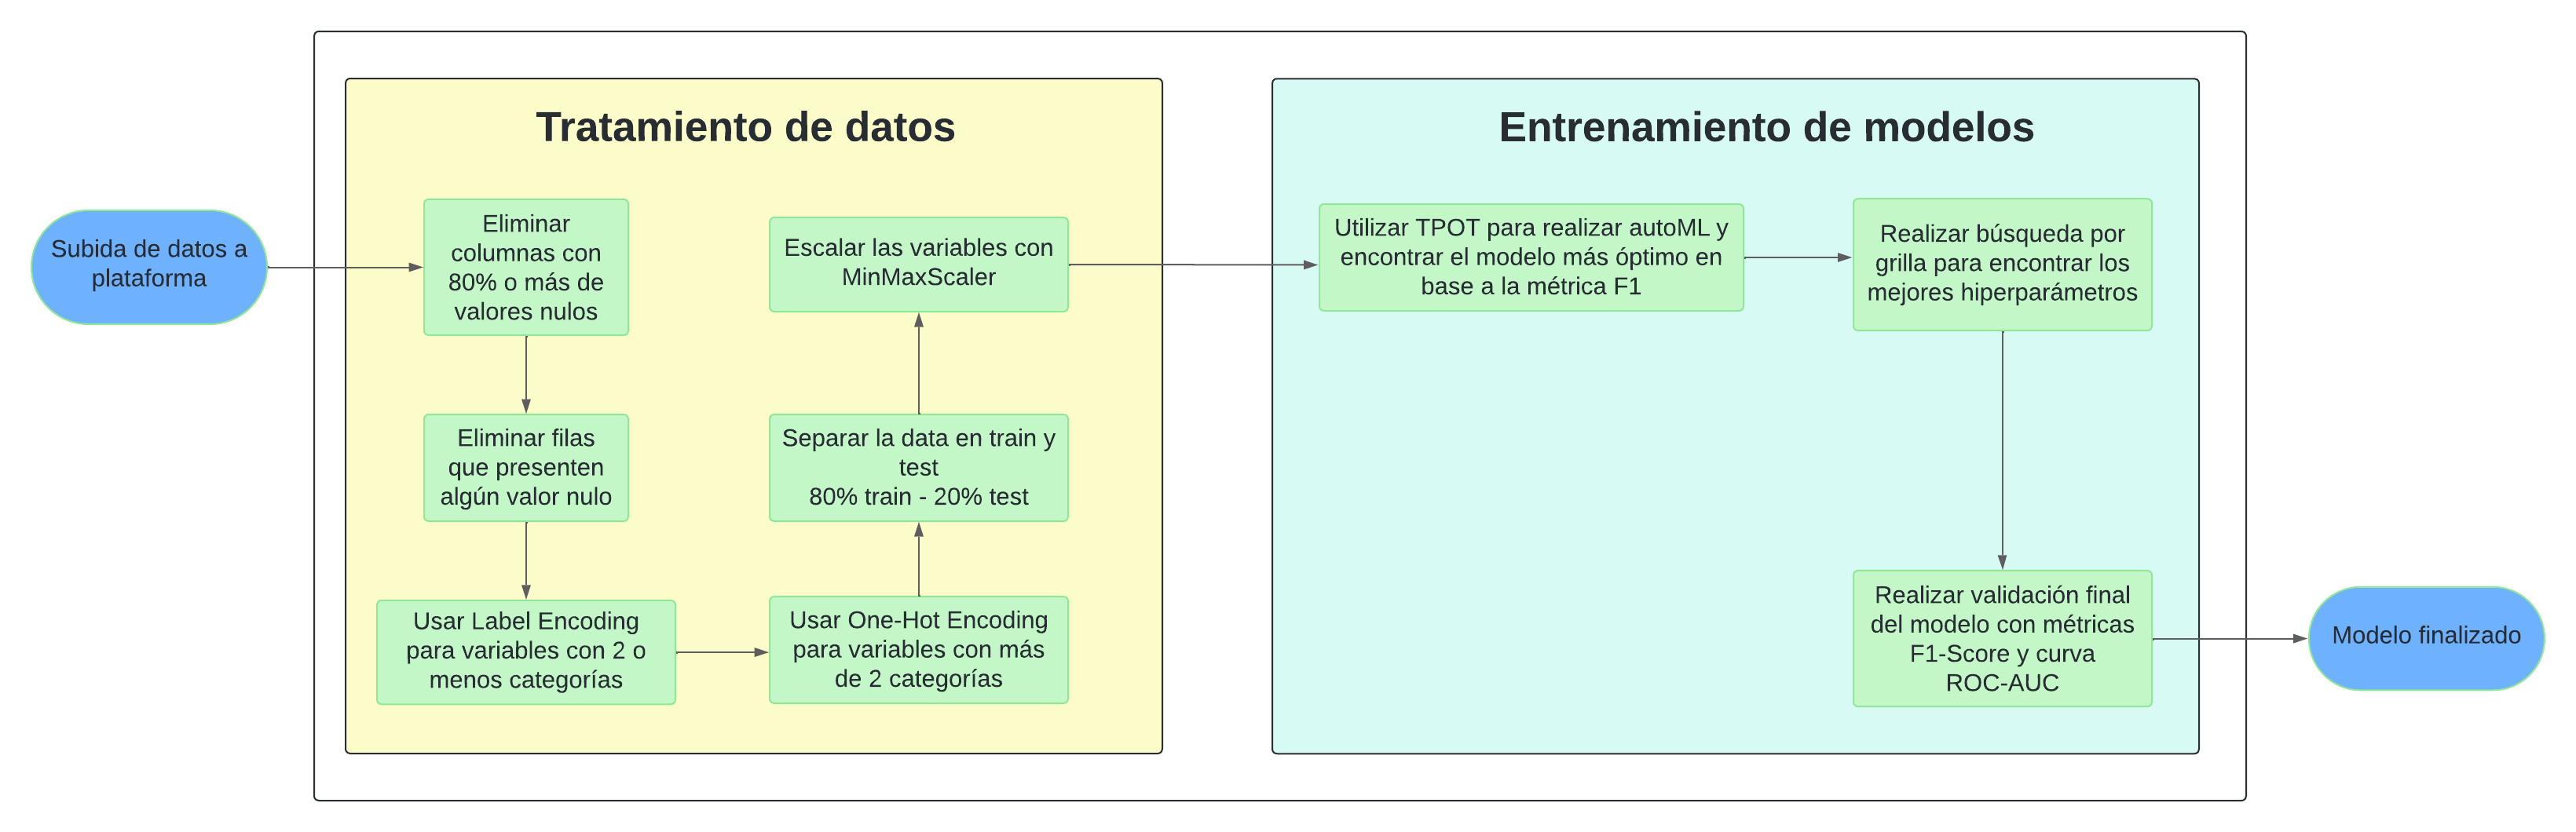 Subida de datos a
plataforma
Tratamiento de datos
Eliminar
columnas con
80% o más de
valores nulos
Eliminar filas
que presenten
algún valor nulo
Usar Label Encoding
para variables con 2 o
menos categorías
Usar One-Hot Encoding
para variables con más
de 2 categorías
Separar la data en train y
test
80% train - 20% test
Escalar las variables con
MinMaxScaler
Entrenamiento de modelos
Utilizar TPOT para realizar autoML y
encontrar el modelo más óptimo en
base a la métrica F1
Realizar búsqueda por
grilla para encontrar los
mejores hiperparámetros
Realizar validación final
del modelo con métricas
F1-Score y curva
ROC-AUC
Modelo finalizado